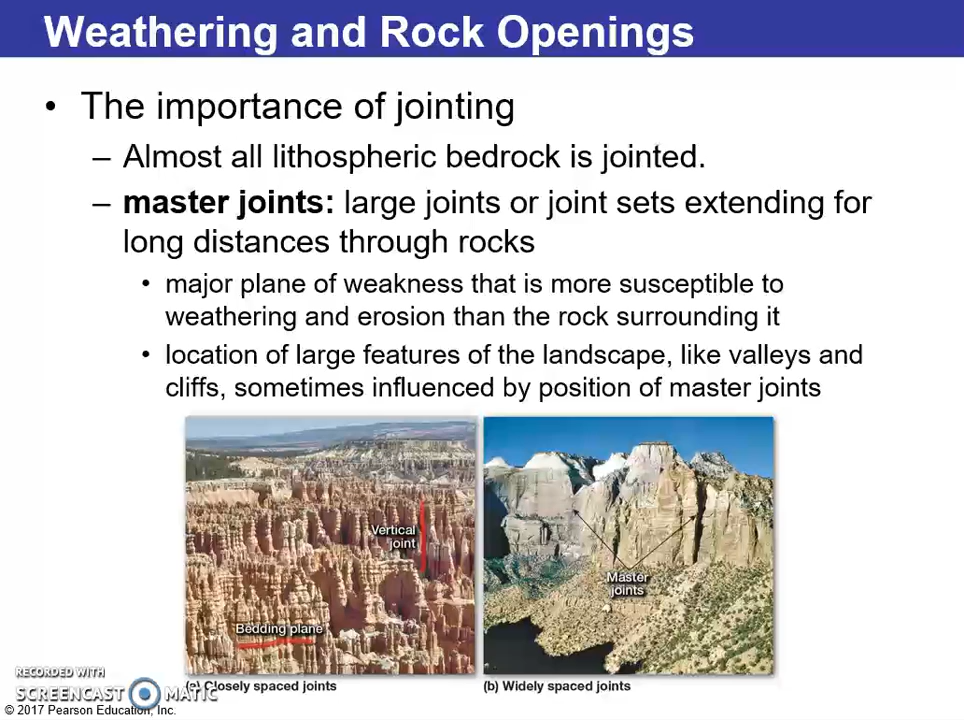 Weathering and Rock Openings
• The importance of jointing
– Almost all lithospheric bedrock is jointed.
– master joints: large joints or joint sets extending for
long distances through rocks
• major plane of weakness that is more susceptible to
weathering and erosion than the rock surrounding it
• location of large features of the landscape, like valleys and
cliffs, sometimes influenced by position of master joints
Vertical
joint
Bedding plane
Master
joints
(a) Closely spaced joints
(b) Widely spaced joints
RECORDED WITH
SCREENCAST MATIC
© 2017 Pearson Education, Inc.